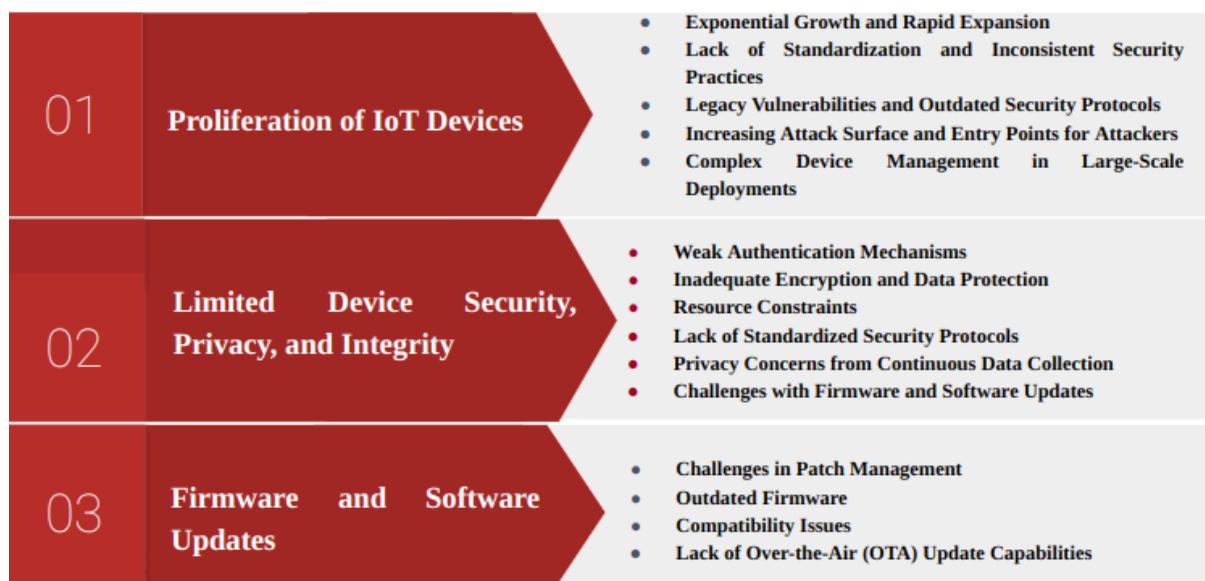 01
Proliferation of IoT Devices
● Exponential Growth and Rapid Expansion
● Lack of Standardization and Inconsistent Security
Practices
● Legacy Vulnerabilities and Outdated Security Protocols
● Increasing Attack Surface and Entry Points for Attackers
● Complex Device Management in Large-Scale
Deployments
02
Limited Device Security,
Privacy, and Integrity
● Weak Authentication Mechanisms
● Inadequate Encryption and Data Protection
● Resource Constraints
● Lack of Standardized Security Protocols
● Privacy Concerns from Continuous Data Collection
● Challenges with Firmware and Software Updates
03
Firmware and Software
Updates
● Challenges in Patch Management
● Outdated Firmware
● Compatibility Issues
● Lack of Over-the-Air (OTA) Update Capabilities